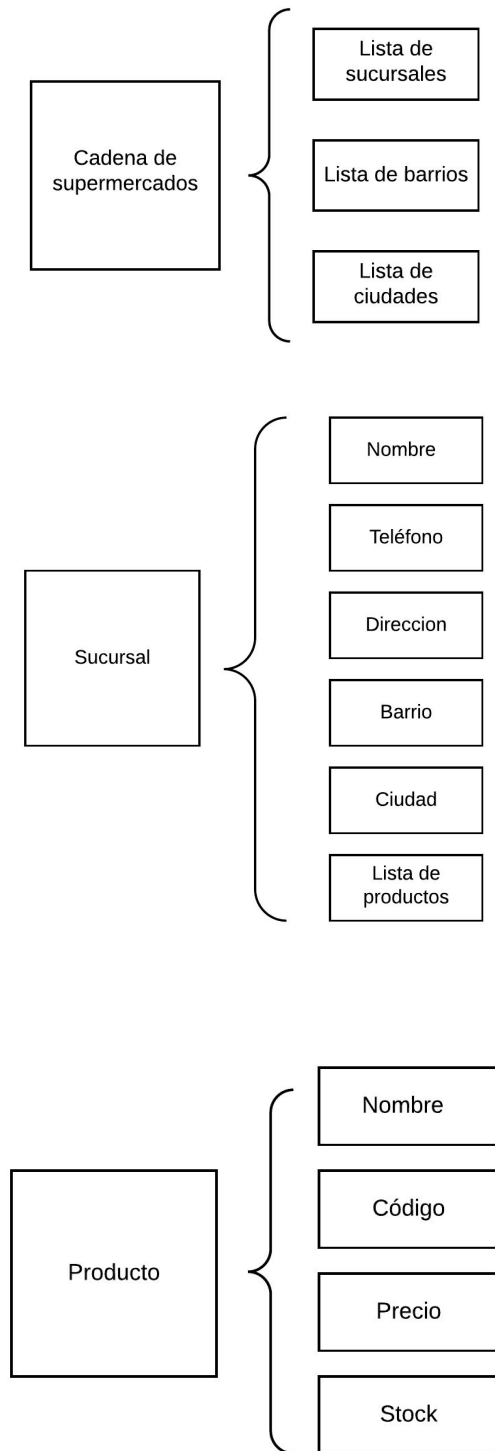 Cadena de
supermercados
Lista de
sucursales
Lista de barrios
Lista de
ciudades
Sucursal
Nombre
Teléfono
Direccion
Barrio
Ciudad
Lista de
productos
Producto
Nombre
Código
Precio
Stock